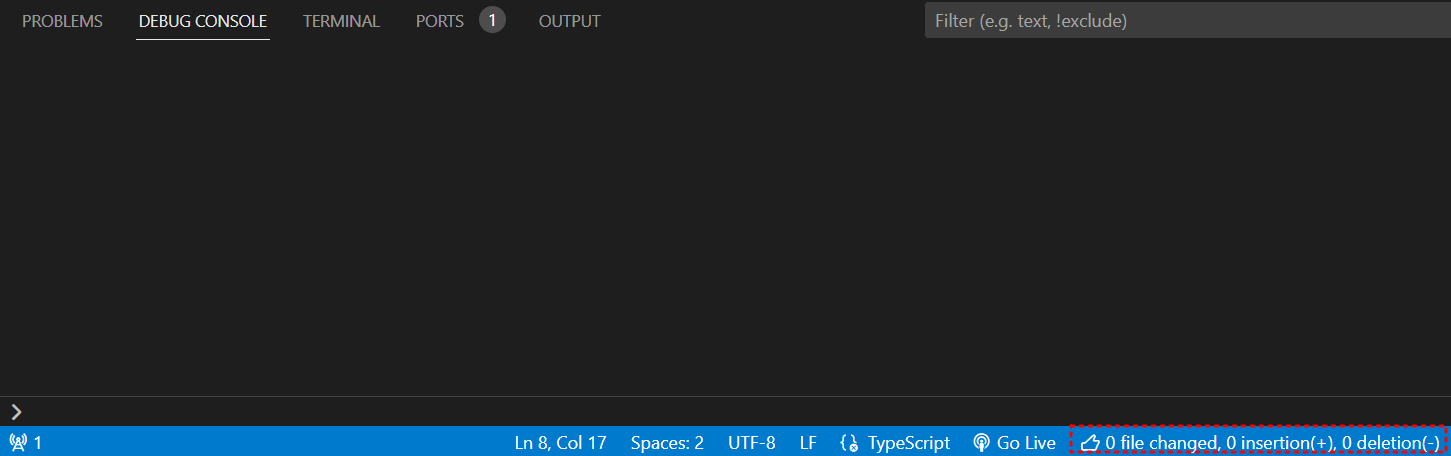 PROBLEMS DEBUG CONSOLE TERMINAL PORTS 1 OUTPUT Filter (e.g. text, !exclude)
1 Ln 8, Col 17 Spaces: 2 UTF-8 LF {} TypeScript Go Live 0 file changed, 0 insertion(+), 0 deletion(-)